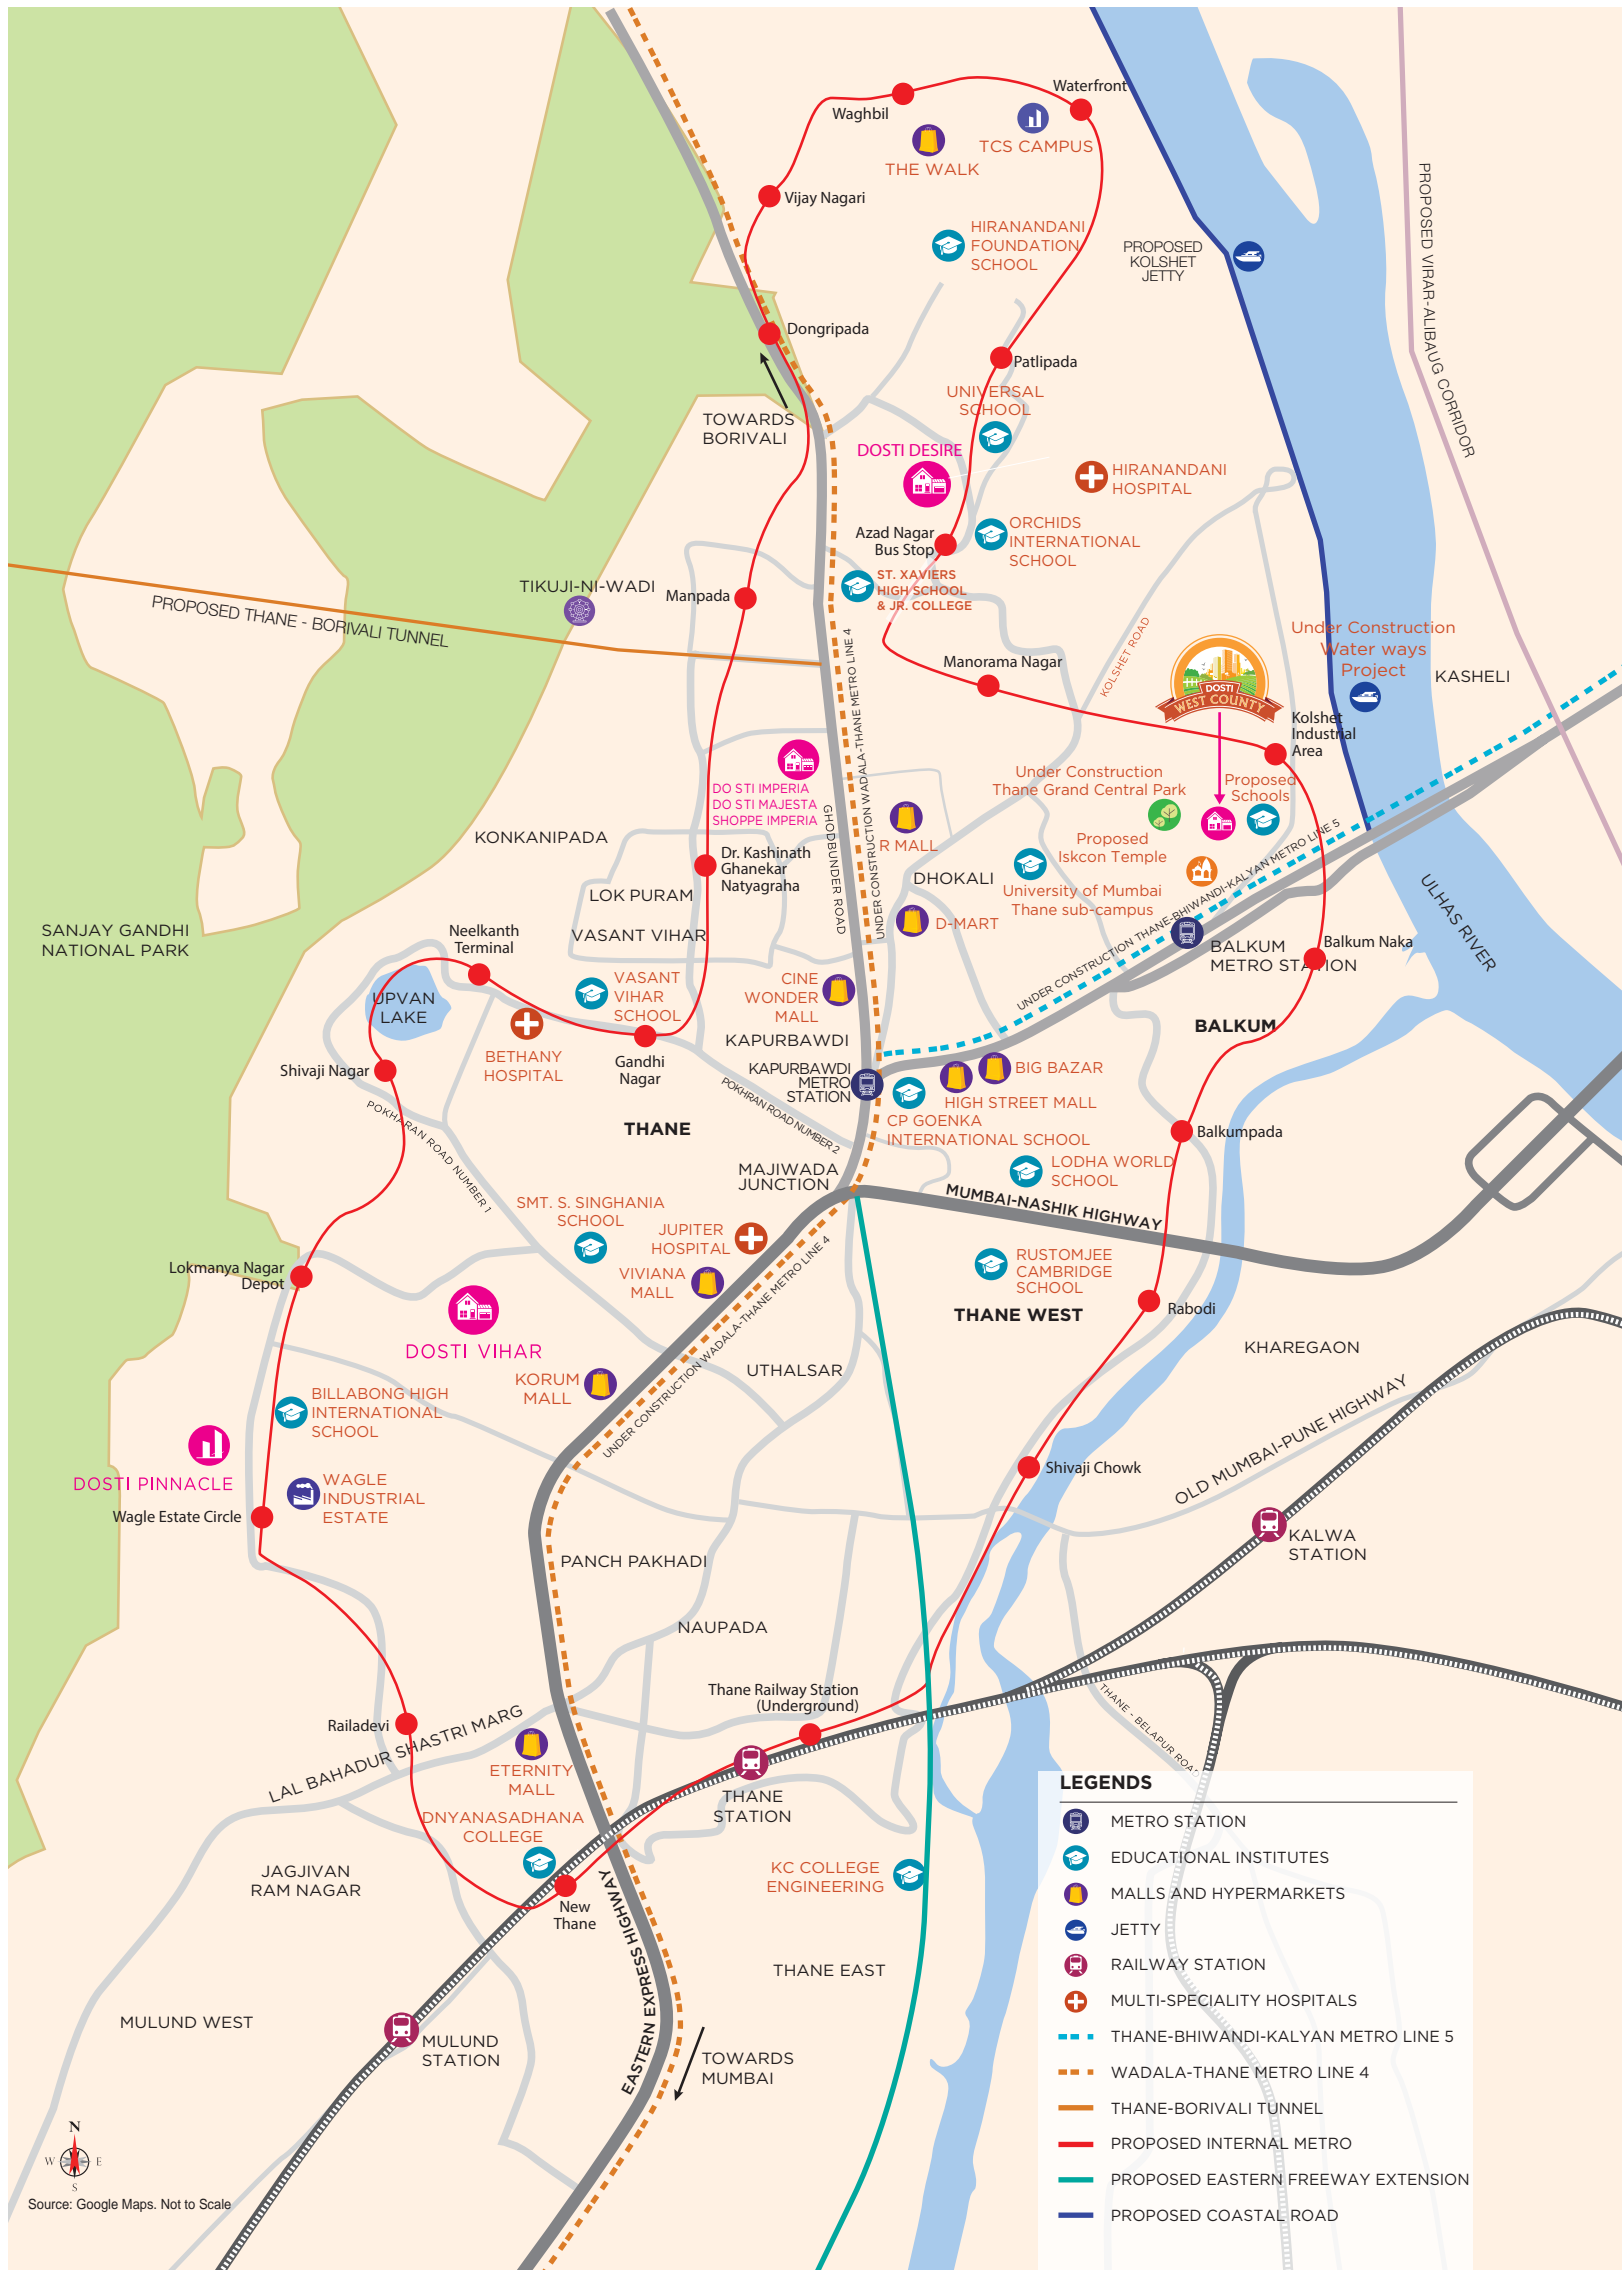 Waterfront
Waghbil
TCS CAMPUS
THE WALK
Vijay Nagari
HIRANANDANI
FOUNDATION
SCHOOL
PROPOSED
KOLSHET
JETTY
PROPOSED VIRAR-ALIBAUG CORRIDOR
Dongripada
Patlipada
TOWARDS
BORIVALI
UNIVERSAL
SCHOOL
DOSTI DESIRE
HIRANANDANI
HOSPITAL
Azad Nagar
Bus Stop
ORCHIDS
INTERNATIONAL
SCHOOL
ST. XAVIERS
HIGH SCHOOL
& JR. COLLEGE
TIKUJI-NI-WADI
Manpada
PROPOSED THANE - BORIVALI TUNNEL
KOLSHET ROAD
Manorama Nagar
Under Construction
Water ways
Project
KASHELI
DOSTI
WEST COUNTY
Kolshet
Industrial
Area
UNDER CONSTRUCTION WADALA-THANE METRO LINE 4
GHODBUNDER ROAD
DO STI IMPERIA
DO STI MAJESTA
SHOPPE IMPERIA
Under Construction
Thane Grand Central Park
Proposed
Schools
R MALL
Proposed
Iskcon Temple
KONKANIPADA
Dr. Kashinath
Ghanekar
Natyagraha
DHOKALI
University of Mumbai
Thane sub-campus
LOK PURAM
VASANT VIHAR
D-MART
UNDER CONSTRUCTION THANE-BHIWANDI-KALYAN METRO LINE 5
ULHAS RIVER
SANJAY GANDHI
NATIONAL PARK
Neelkanth
Terminal
BALKUM
METRO STATION
Balkum Naka
UPVAN
LAKE
VASANT
VIHAR
SCHOOL
CINE
WONDER
MALL
BALKUM
BETHANY
HOSPITAL
Gandhi
Nagar
KAPURBAWDI
KAPURBAWDI
METRO
STATION
BIG BAZAR
Shivaji Nagar
HIGH STREET MALL
CP GOENKA
INTERNATIONAL SCHOOL
POKHARAN ROAD NUMBER 1
POKHRAN ROAD NUMBER 2
THANE
Balkumpada
MAJIWADA
JUNCTION
LODHA WORLD
SCHOOL
MUMBAI-NASHIK HIGHWAY
SMT. S. SINGHANIA
SCHOOL
JUPITER
HOSPITAL
VIVIANA
MALL
UNDER CONSTRUCTION WADALA-THANE METRO LINE 4
RUSTOMJEE
CAMBRIDGE
SCHOOL
Lokmanya Nagar
Depot
THANE WEST
Rabodi
DOSTI VIHAR
KHAREGAON
UTHALSAR
KORUM
MALL
BILLABONG HIGH
INTERNATIONAL
SCHOOL
OLD MUMBAI-PUNE HIGHWAY
DOSTI PINNACLE
Shivaji Chowk
WAGLE
INDUSTRIAL
ESTATE
Wagle Estate Circle
KALWA
STATION
PANCH PAKHADI
NAUPADA
Thane Railway Station
(Underground)
THANE - BELAPUR ROAD
Railadevi
LAL BAHADUR SHASTRI MARG
ETERNITY
MALL
THANE
STATION
DNYANASADHANA
COLLEGE
JAGJIVAN
RAM NAGAR
KC COLLEGE
ENGINEERING
New
Thane
EASTERN EXPRESS HIGHWAY
THANE EAST
MULUND WEST
MULUND
STATION
TOWARDS
MUMBAI
LEGENDS
METRO STATION
EDUCATIONAL INSTITUTES
MALLS AND HYPERMARKETS
JETTY
RAILWAY STATION
MULTI-SPECIALITY HOSPITALS
THANE-BHIWANDI-KALYAN METRO LINE 5
WADALA-THANE METRO LINE 4
THANE-BORIVALI TUNNEL
PROPOSED INTERNAL METRO
PROPOSED EASTERN FREEWAY EXTENSION
PROPOSED COASTAL ROAD
N
W E
S
Source: Google Maps. Not to Scale